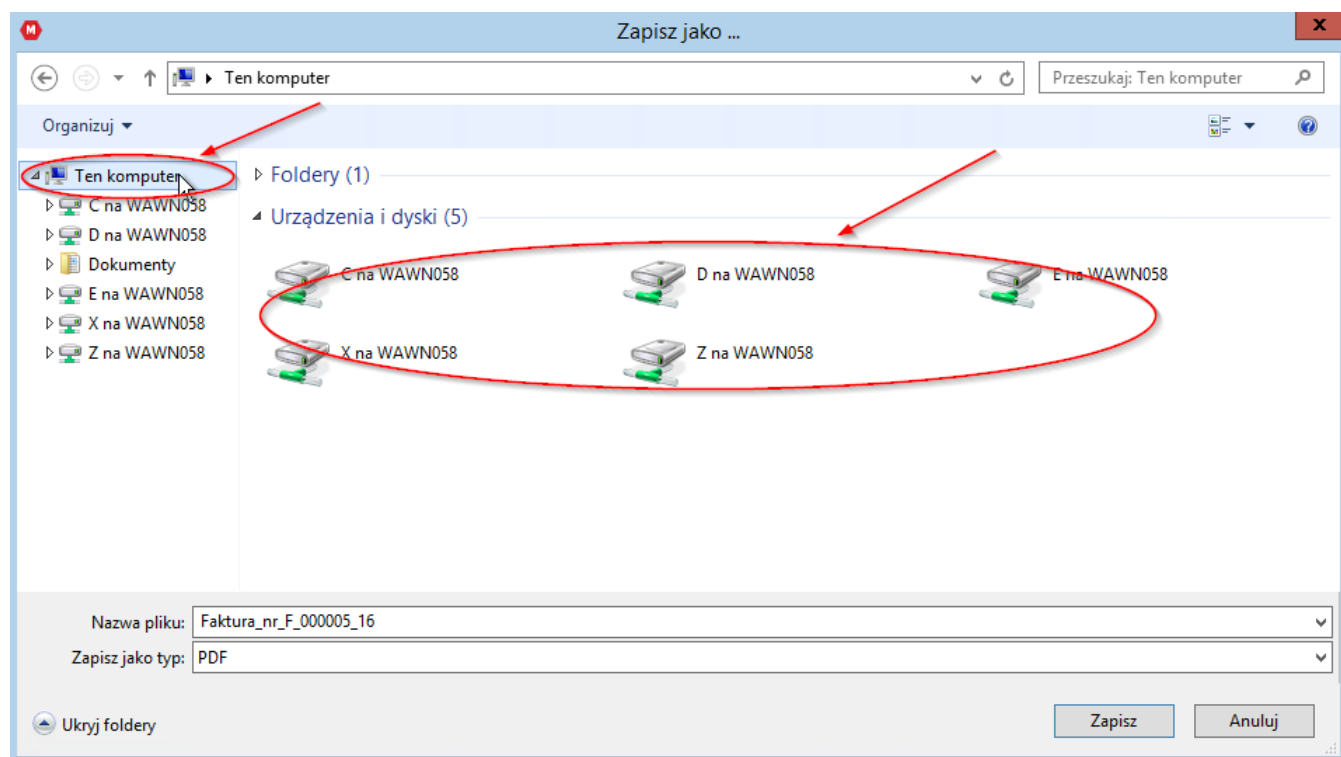 M
Zapisz jako ...
x
Ten komputer
Przeszukaj: Ten komputer
Organizuj
?
Ten komputer
C na WAWN058
D na WAWN058
Dokumenty
E na WAWN058
X na WAWN058
Z na WAWN058
Foldery (1)
Urządzenia i dyski (5)
C na WAWN058
D na WAWN058
E na WAWN058
X na WAWN058
Z na WAWN058
Nazwa pliku: Faktura_nr_F_000005_16
Zapisz jako typ: PDF
Ukryj foldery
Zapisz
Anuluj